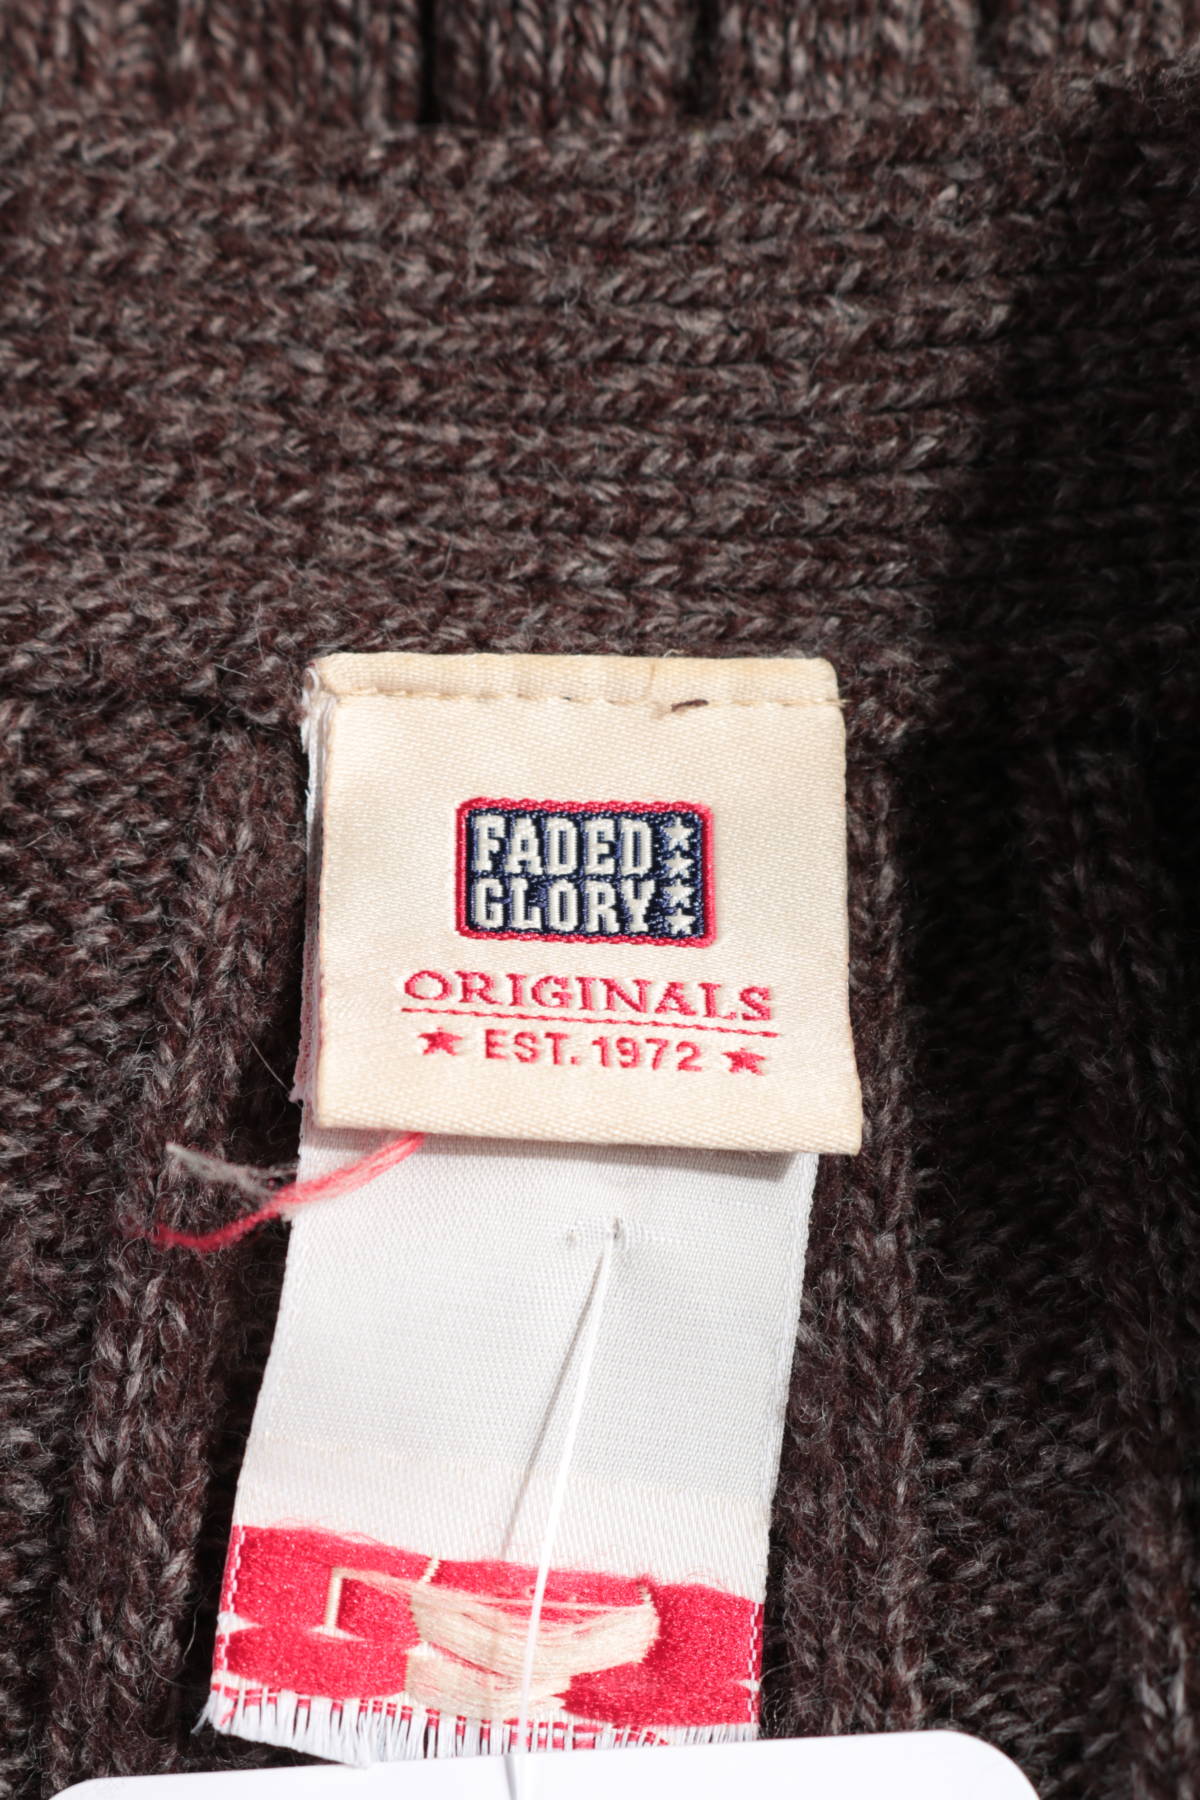 FADED
GLORY
ORIGINALS
EST. 1972